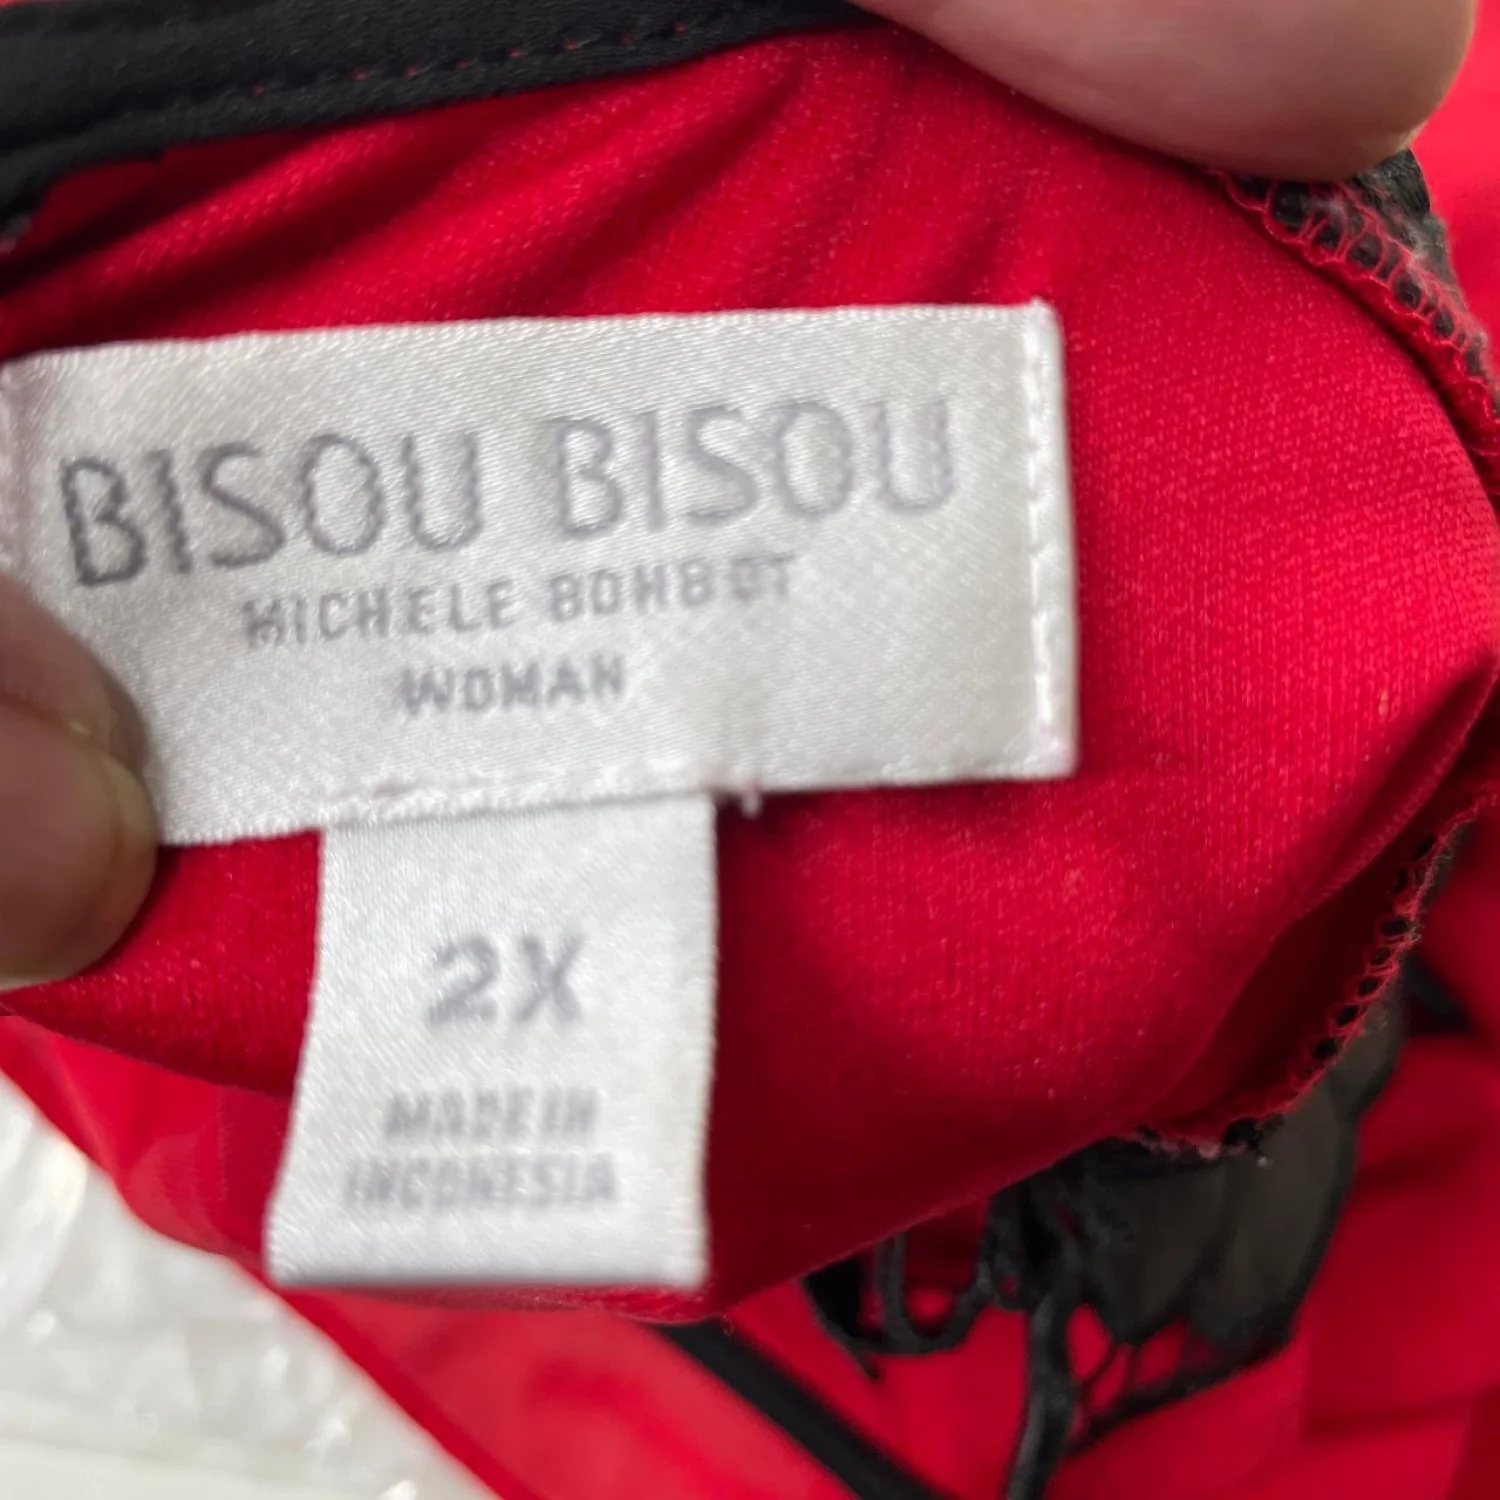 BISOU BISOU
MICHELE BOHBOT
WOMAN
2X
MADE IN
INDONESIA